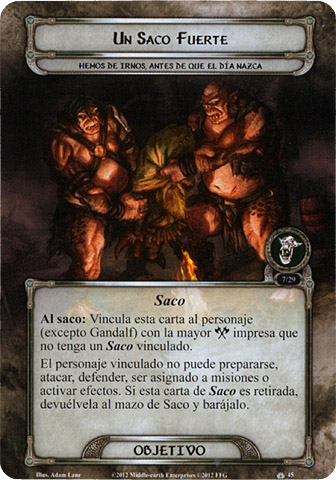 Un Saco Fuerte
Hemos de irnos, antes de que el día nazca
7/29
Saco
Al saco: Vincula esta carta al personaje
(excepto Gandalf) con la mayor impresa que
no tenga un Saco vinculado.
El personaje vinculado no puede prepararse,
atacar, defender, ser asignado a misiones o
activar efectos. Si esta carta de Saco es retirada,
devuélvela al mazo de Saco y barájalo.
Objetivo
Illus. Adam Lane ©2012 Middle-earth Enterprises ©2012 FFG 45